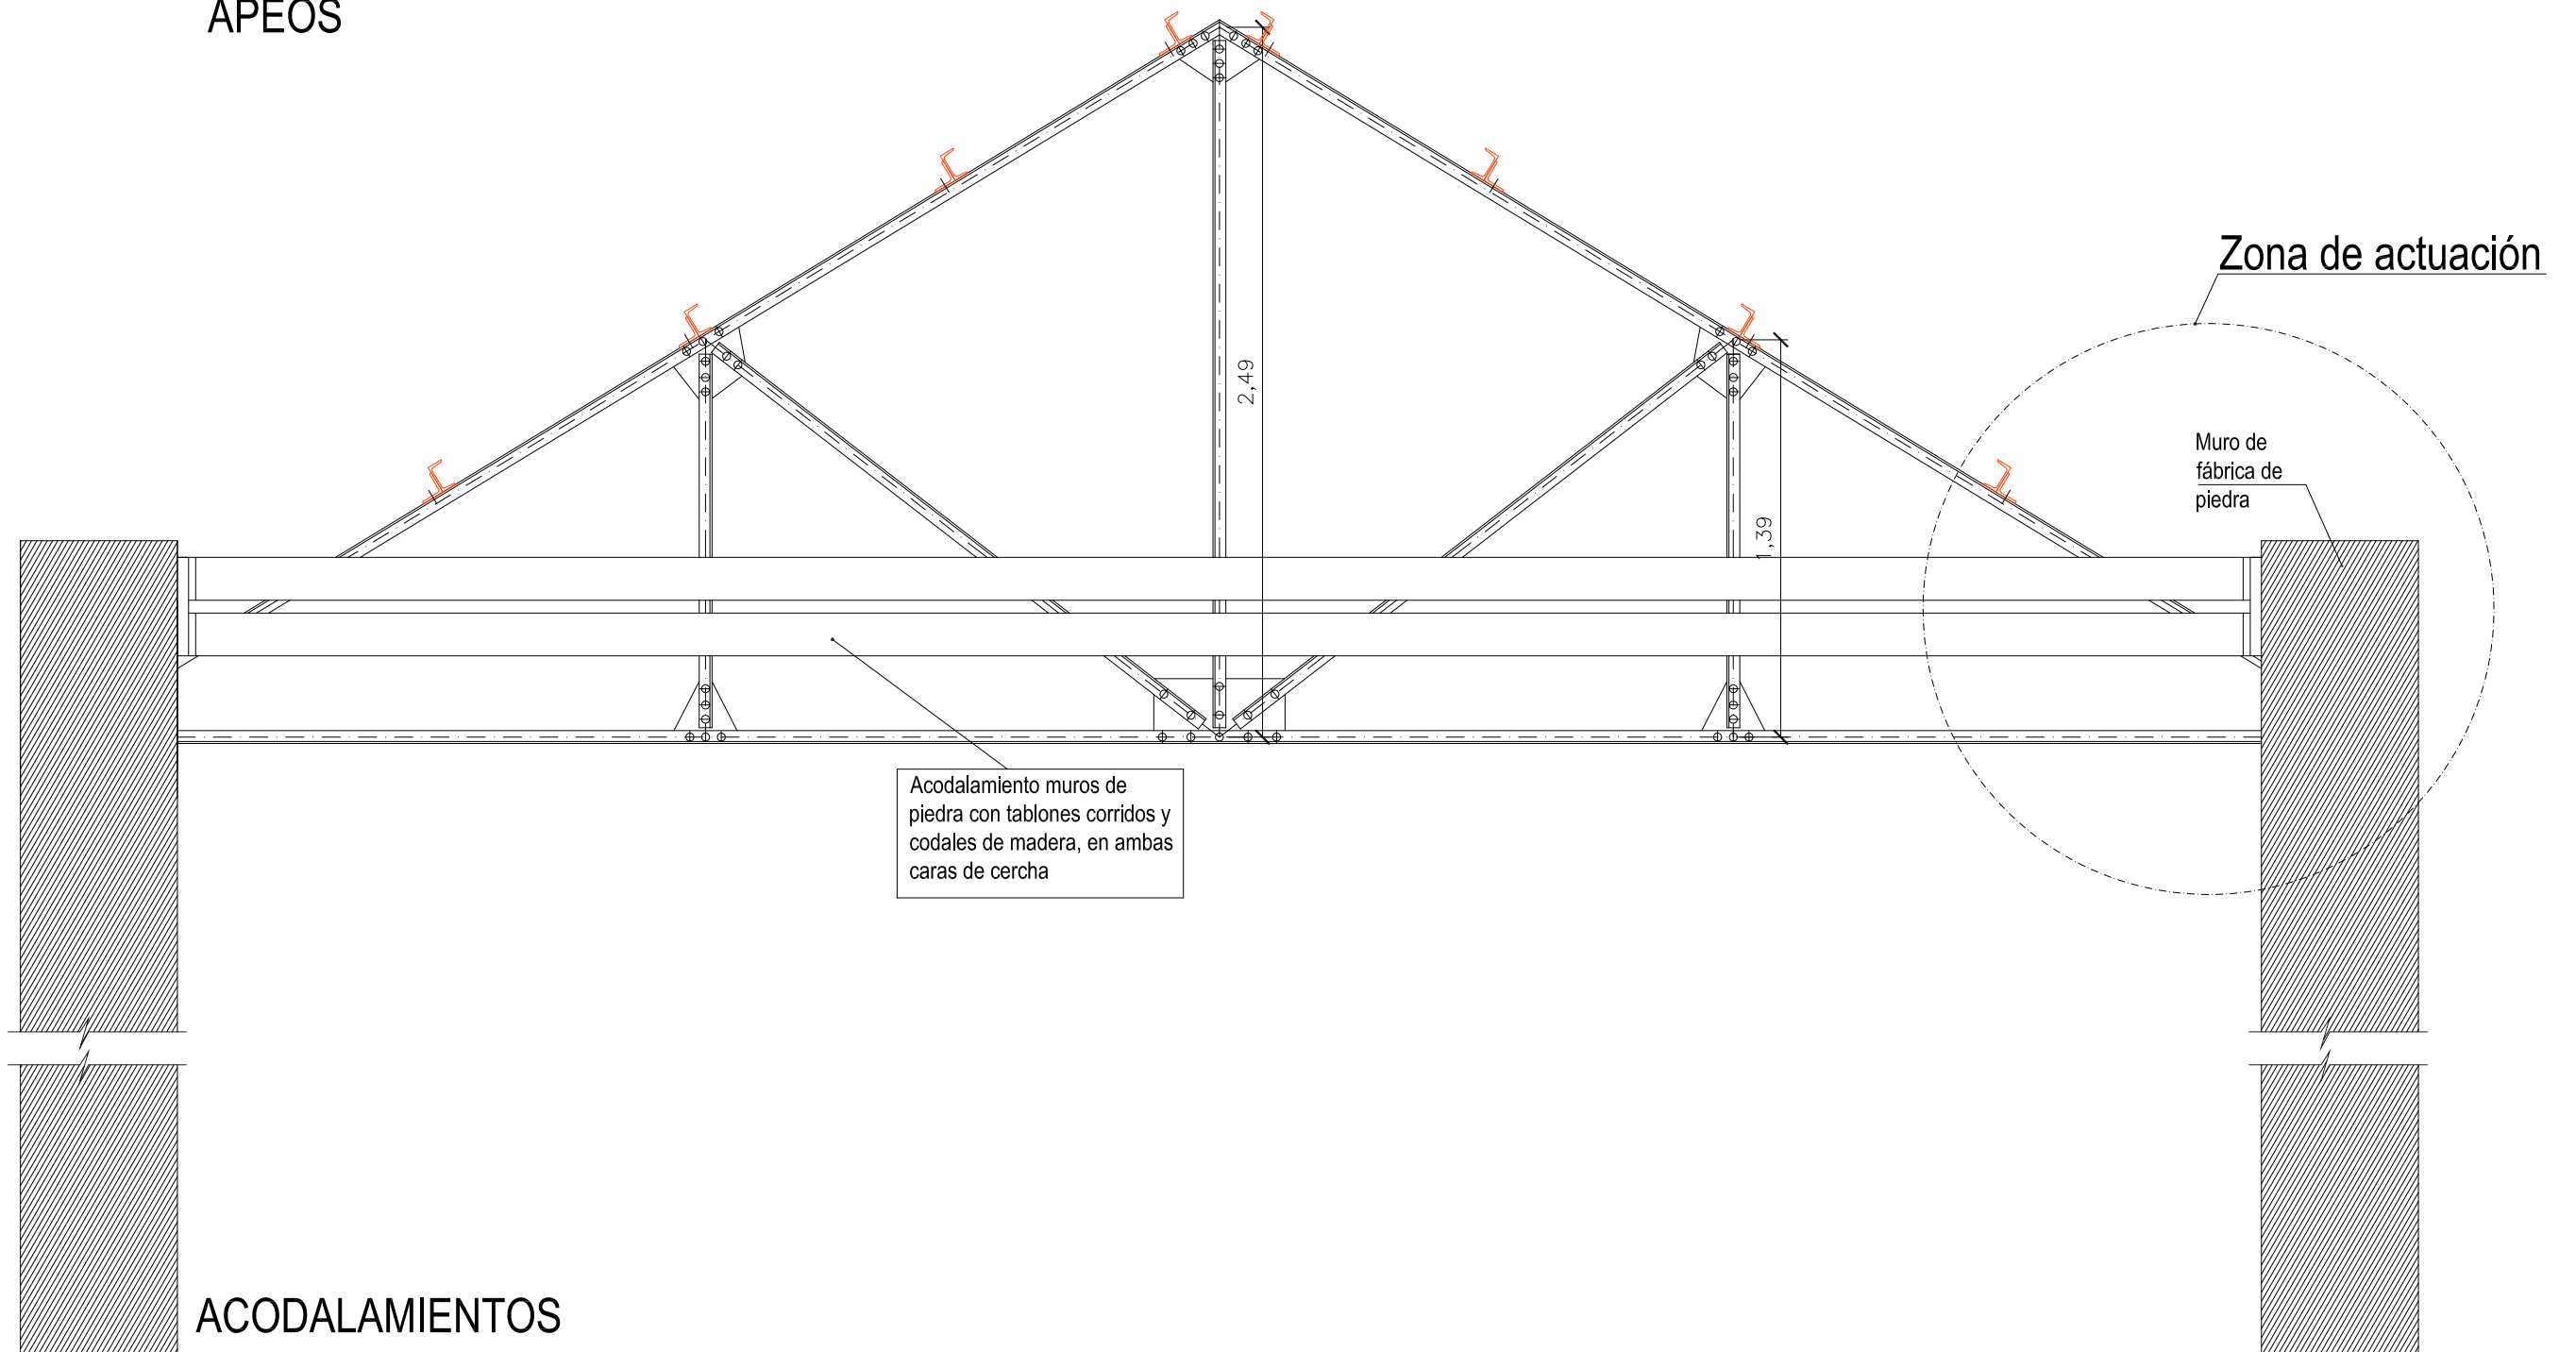 APEOS
Zona de actuación
2,49
Muro de
fábrica de
piedra
1,39
Acodalamiento muros de
piedra con tablones corridos y
codales de madera, en ambas
caras de cercha
ACODALAMIENTOS